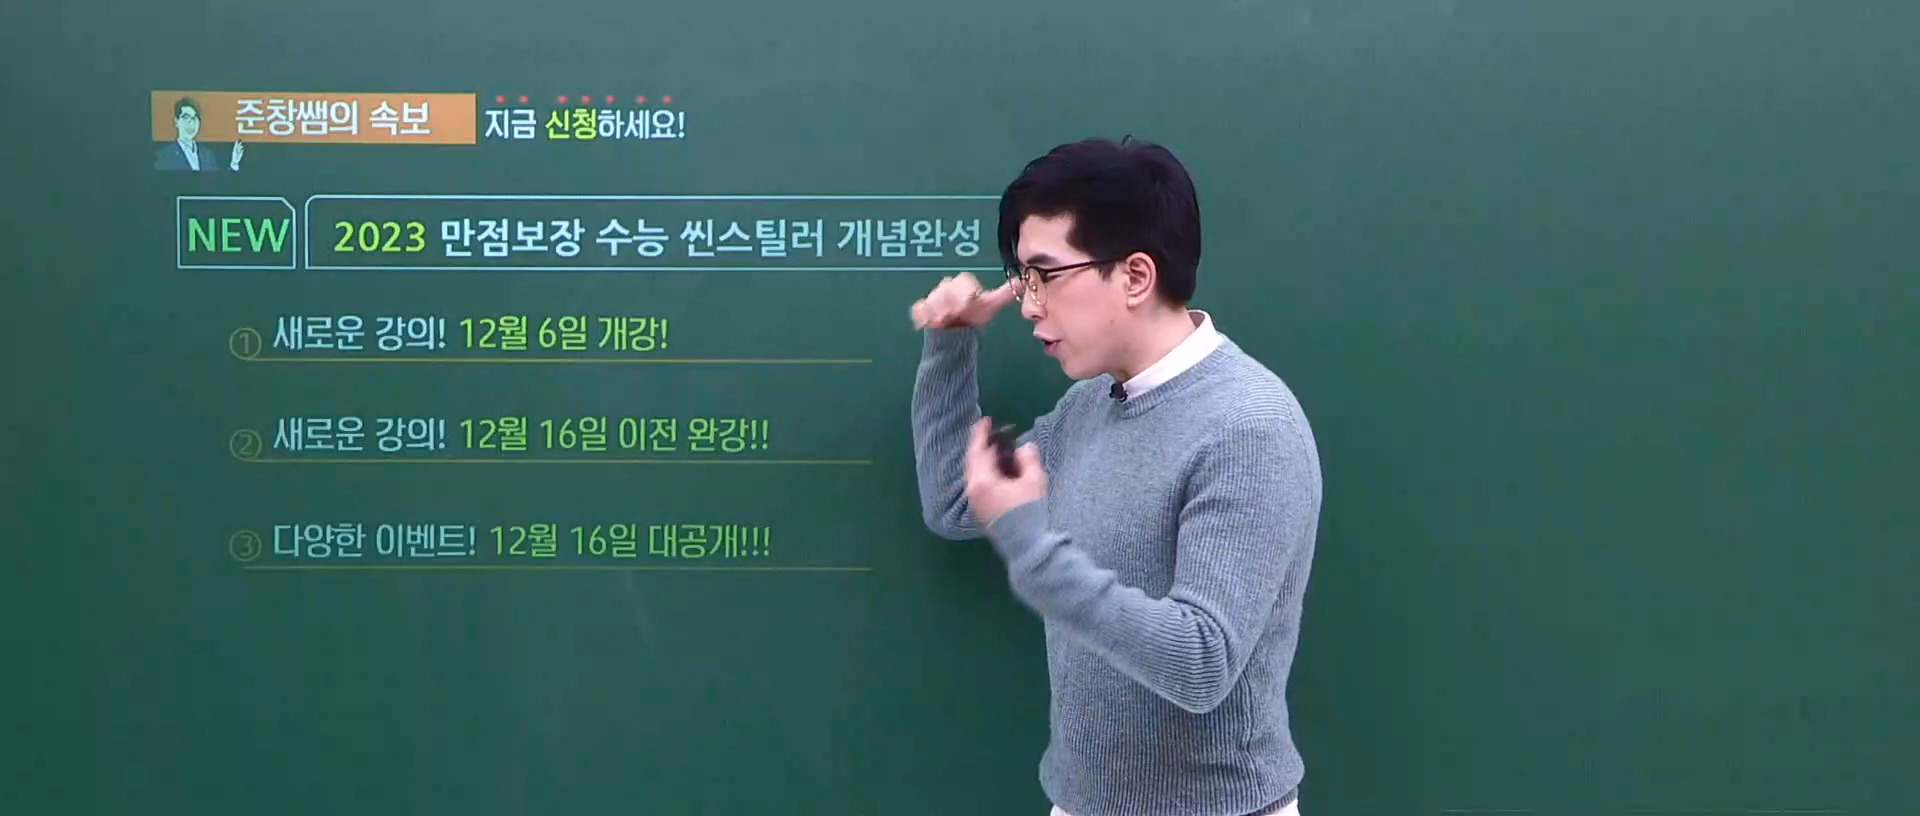 준창쌤의 속보 지금 신청하세요!
NEW 2023 만점보장 수능 씬스틸러 개념완성
① 새로운 강의! 12월 6일 개강!
② 새로운 강의! 12월 16일 이전 완강!!
③ 다양한 이벤트! 12월 16일 대공개!!!